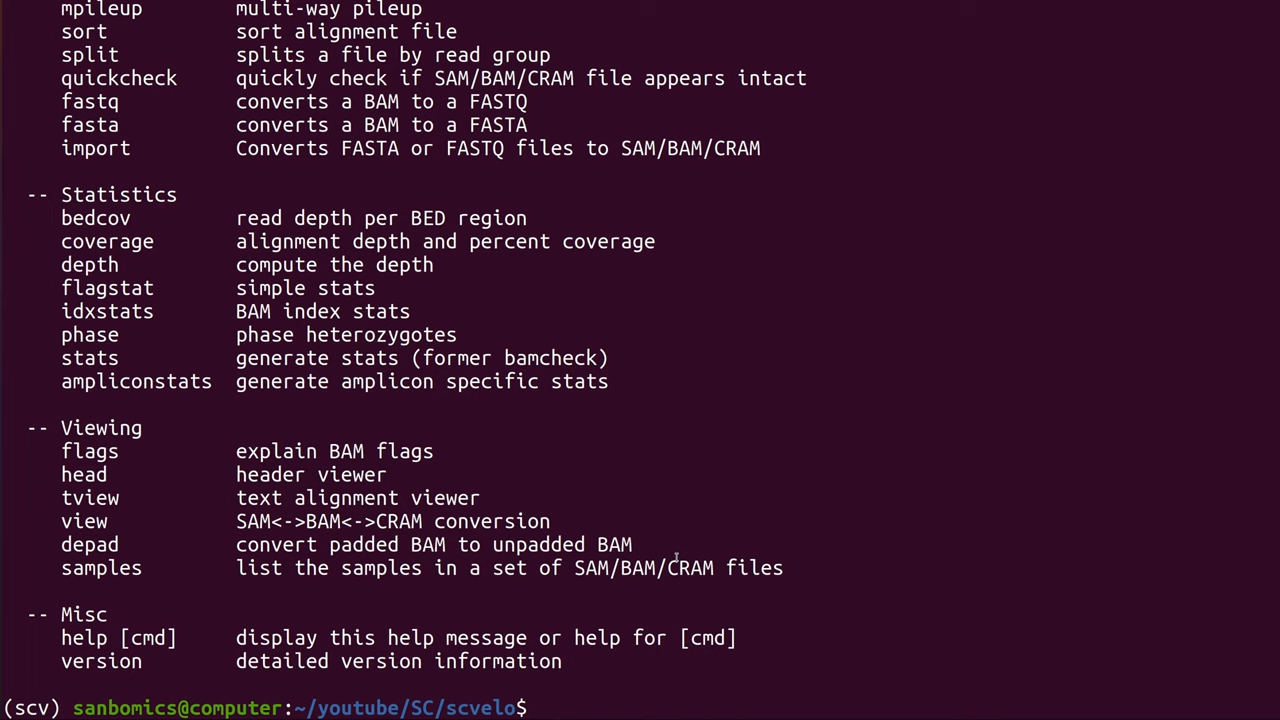 mpileup multi-way pileup
sort sort alignment file
split splits a file by read group
quickcheck quickly check if SAM/BAM/CRAM file appears intact
fastq converts a BAM to a FASTQ
fasta converts a BAM to a FASTA
import Converts FASTA or FASTQ files to SAM/BAM/CRAM
-- Statistics
bedcov read depth per BED region
coverage alignment depth and percent coverage
depth compute the depth
flagstat simple stats
idxstats BAM index stats
phase phase heterozygotes
stats generate stats (former bamcheck)
ampliconstats generate amplicon specific stats
-- Viewing
flags explain BAM flags
head header viewer
tview text alignment viewer
view SAM<->BAM<->CRAM conversion
depad convert padded BAM to unpadded BAM
samples list the samples in a set of SAM/BAM/CRAM files
-- Misc
help [cmd] display this help message or help for [cmd]
version detailed version information
(scv) sanbomics@computer:~/youtube/SC/scvelo$